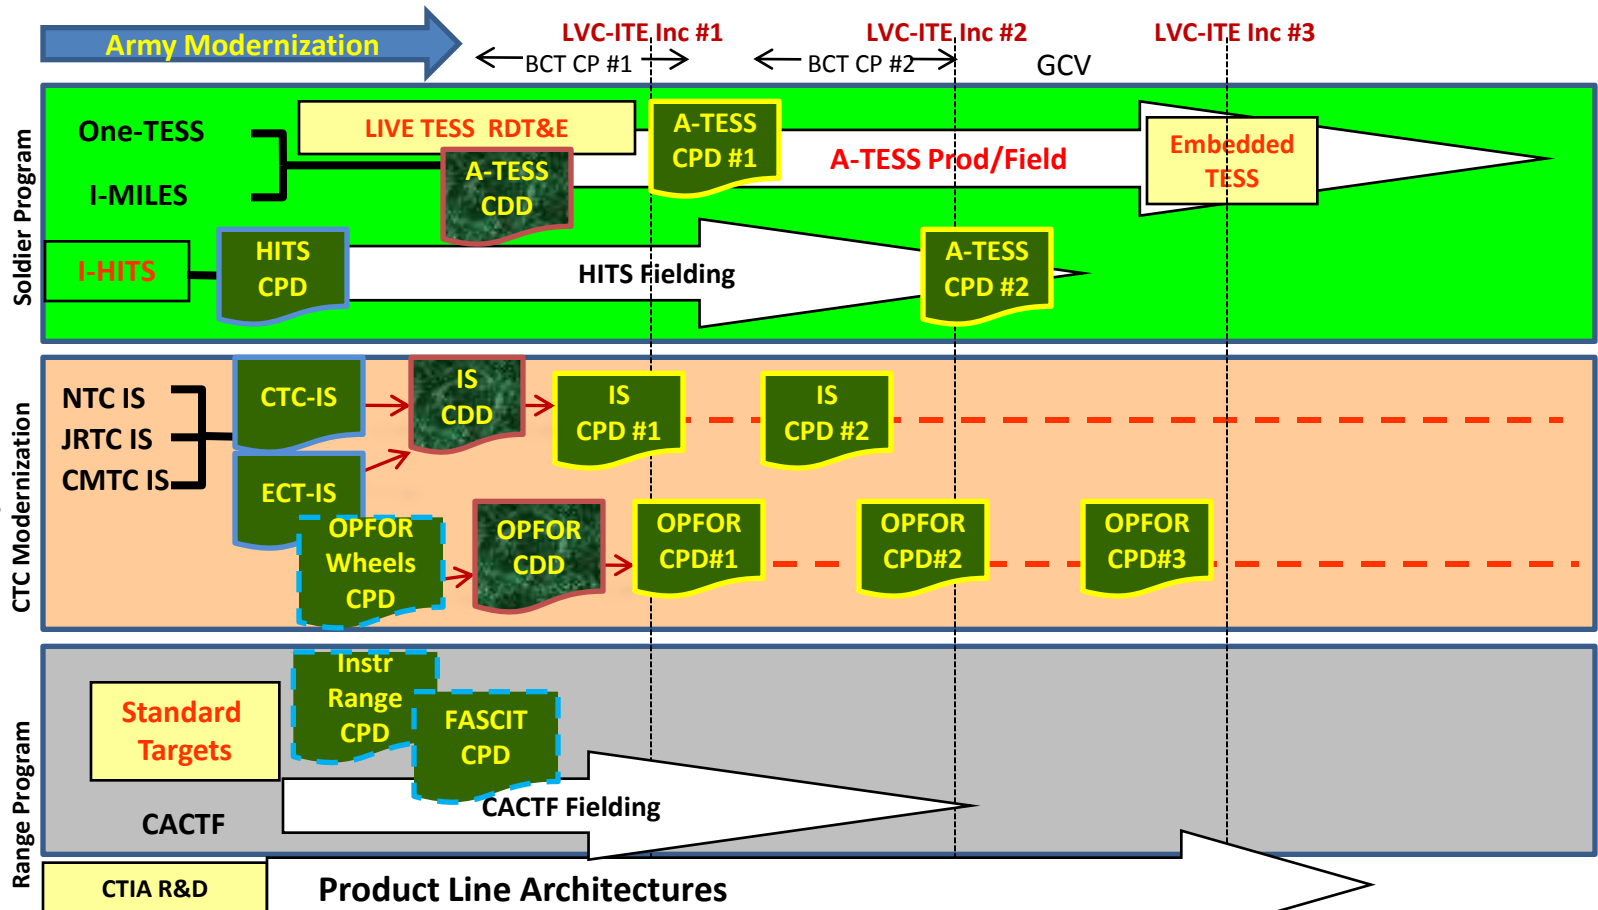 Army Modernization
LVC-ITE Inc #1
LVC-ITE Inc #2
LVC-ITE Inc #3
BCT CP #1
BCT CP #2
GCV
Soldier Program
One-TESS
I-MILES
LIVE TESS RDT&E
A-TESS
CDD
A-TESS
CPD #1
A-TESS Prod/Field
Embedded
TESS
I-HITS
HITS
CPD
HITS Fielding
A-TESS
CPD #2
CTC Modernization
NTC IS
JRTC IS
CMTC IS
CTC-IS
ECT-IS
IS
CDD
IS
CPD #1
IS
CPD #2
OPFOR
Wheels
CPD
OPFOR
CDD
OPFOR
CPD#1
OPFOR
CPD#2
OPFOR
CPD#3
Range Program
Standard
Targets
Instr
Range
CPD
FASCIT
CPD
CACTF
CACTF Fielding
CTIA R&D
Product Line Architectures